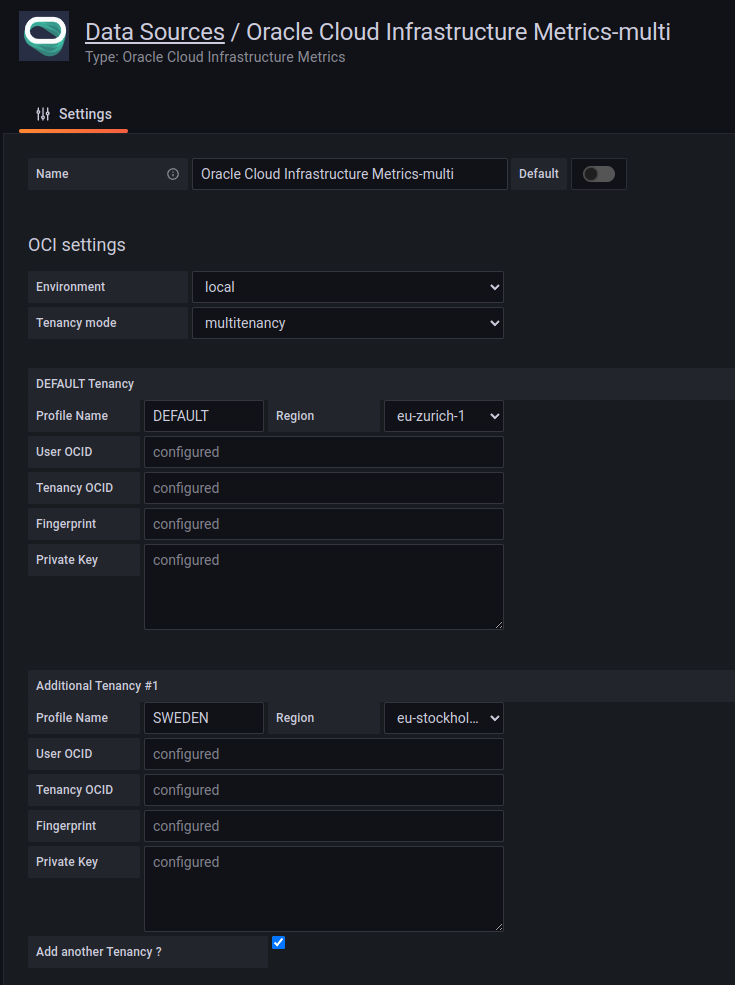 Data Sources / Oracle Cloud Infrastructure Metrics-multi
Type: Oracle Cloud Infrastructure Metrics
Settings
Name Oracle Cloud Infrastructure Metrics-multi Default
OCI settings
Environment local
Tenancy mode multitenancy
DEFAULT Tenancy
Profile Name DEFAULT Region eu-zurich-1
User OCID configured
Tenancy OCID configured
Fingerprint configured
Private Key configured
Additional Tenancy #1
Profile Name SWEDEN Region eu-stockhol...
User OCID configured
Tenancy OCID configured
Fingerprint configured
Private Key configured
Add another Tenancy ?